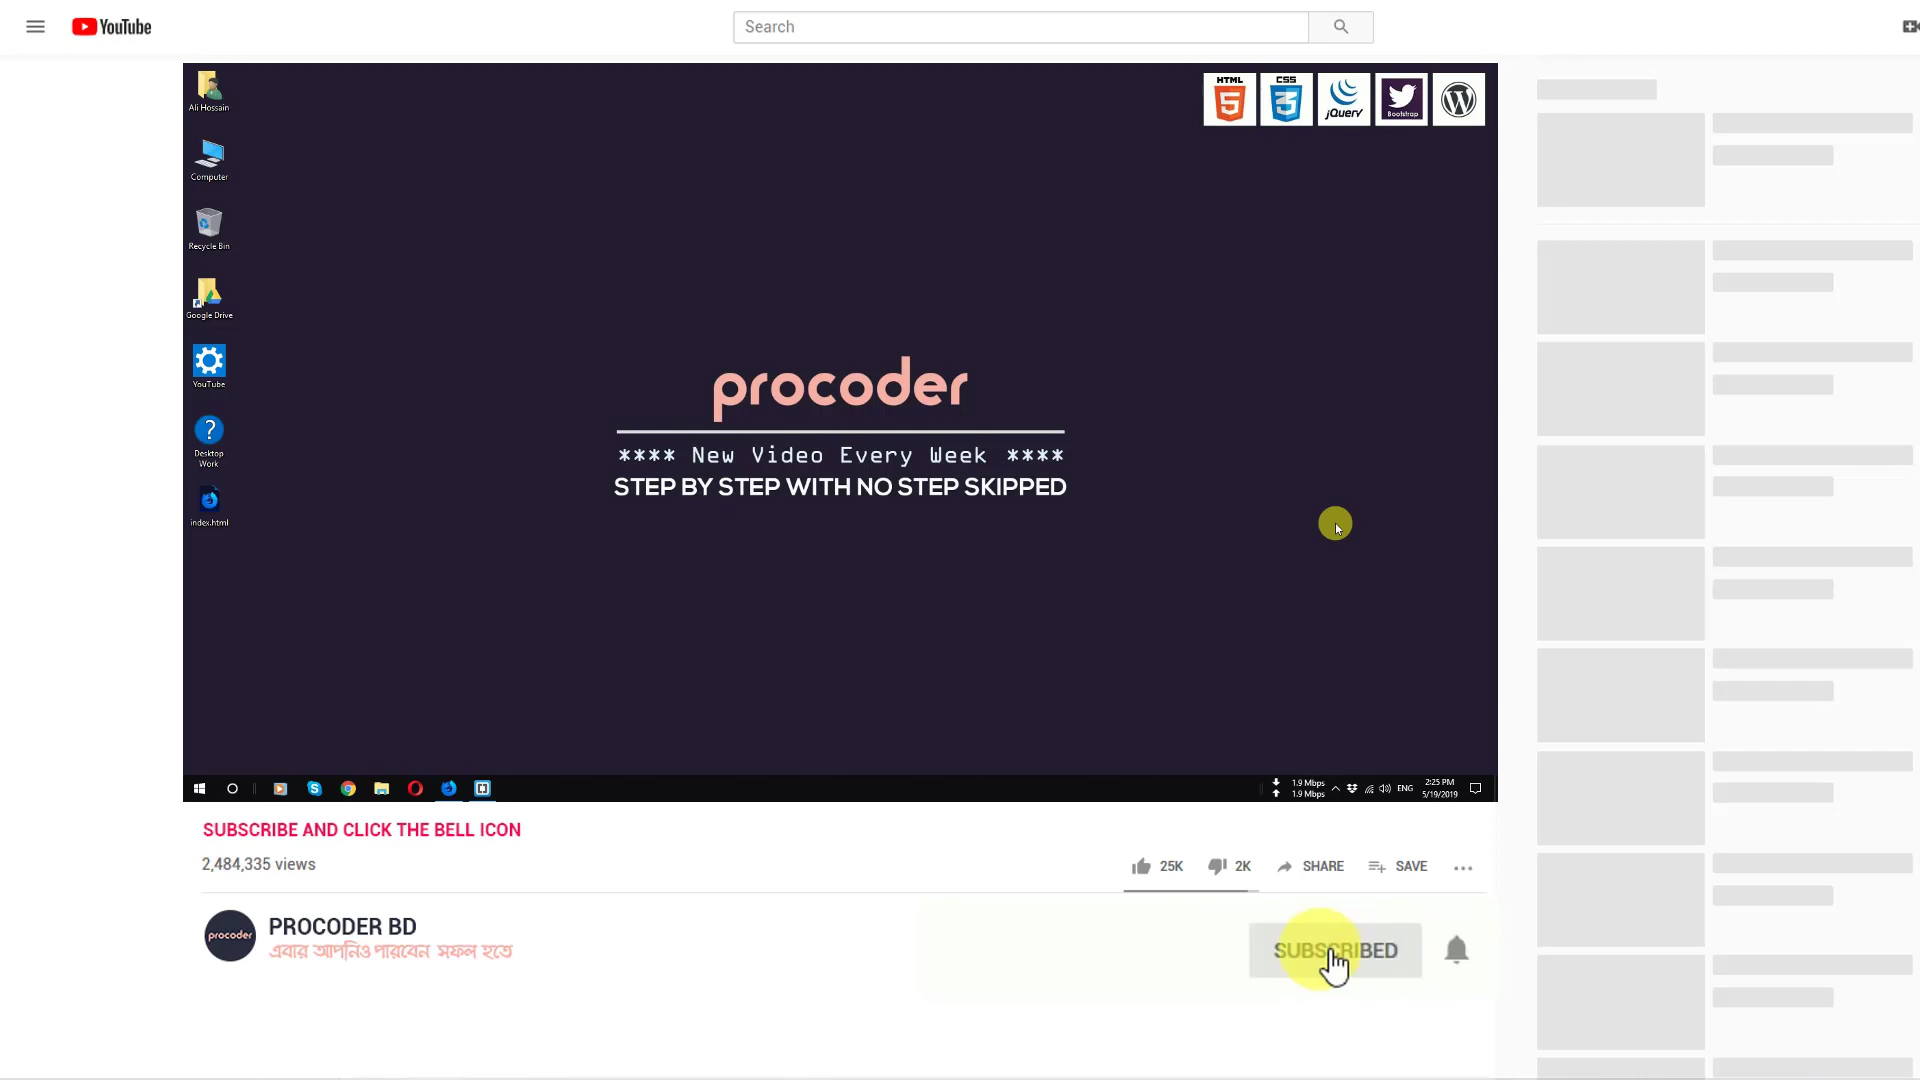 YouTube
Search
Ali Hossain
Computer
Recycle Bin
Google Drive
YouTube
Desktop
Work
index.html
HTML
5
CSS
3
jQuery
Bootstrap
W
procoder
**** New Video Every Week ****
STEP BY STEP WITH NO STEP SKIPPED
1.9 Mbps
1.9 Mbps
ENG
2:25 PM
5/19/2019
SUBSCRIBE AND CLICK THE BELL ICON
2,484,335 views
25K
2K
SHARE
SAVE
procoder
PROCODER BD
এবার আপনিও পারবেন সফল হতে
SUBSCRIBED